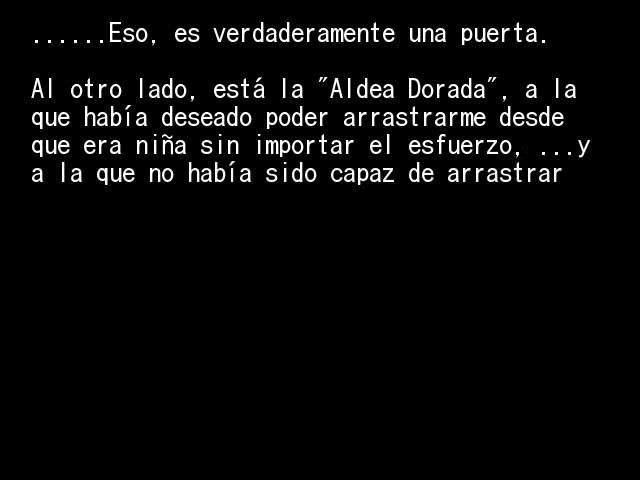 ......Eso, es verdaderamente una puerta.
Al otro lado, está la "Aldea Dorada", a la
que había deseado poder arrastrarme desde
que era niña sin importar el esfuerzo, ...y
a la que no había sido capaz de arrastrar